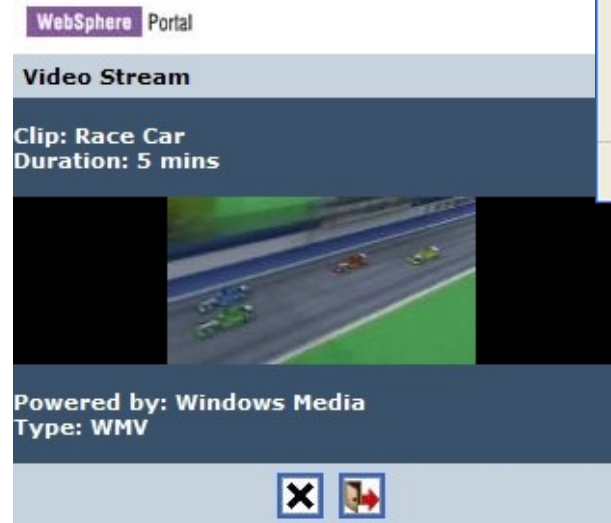 WebSphere Portal
Video Stream
Clip: Race Car
Duration: 5 mins
Powered by: Windows Media
Type: WMV